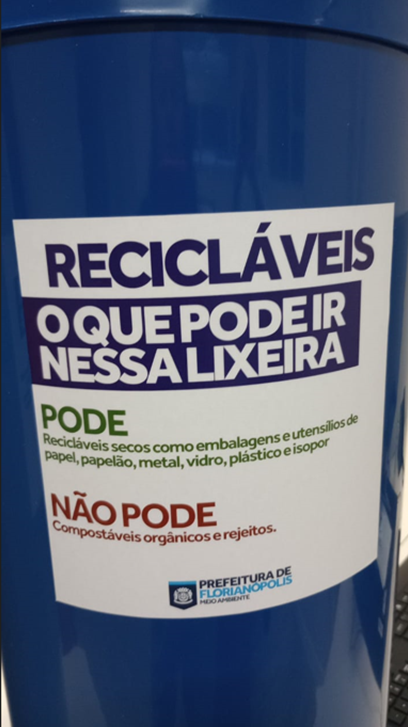 RECICLÁVEIS
O QUE PODE IR
NESSA LIXEIRA
PODE
Recicláveis secos como embalagens e utensílios de
papel, papelão, metal, vidro, plástico e isopor
NÃO PODE
Compostáveis orgânicos e rejeitos.
PREFEITURA DE
FLORIANÓPOLIS
MEIO AMBIENTE